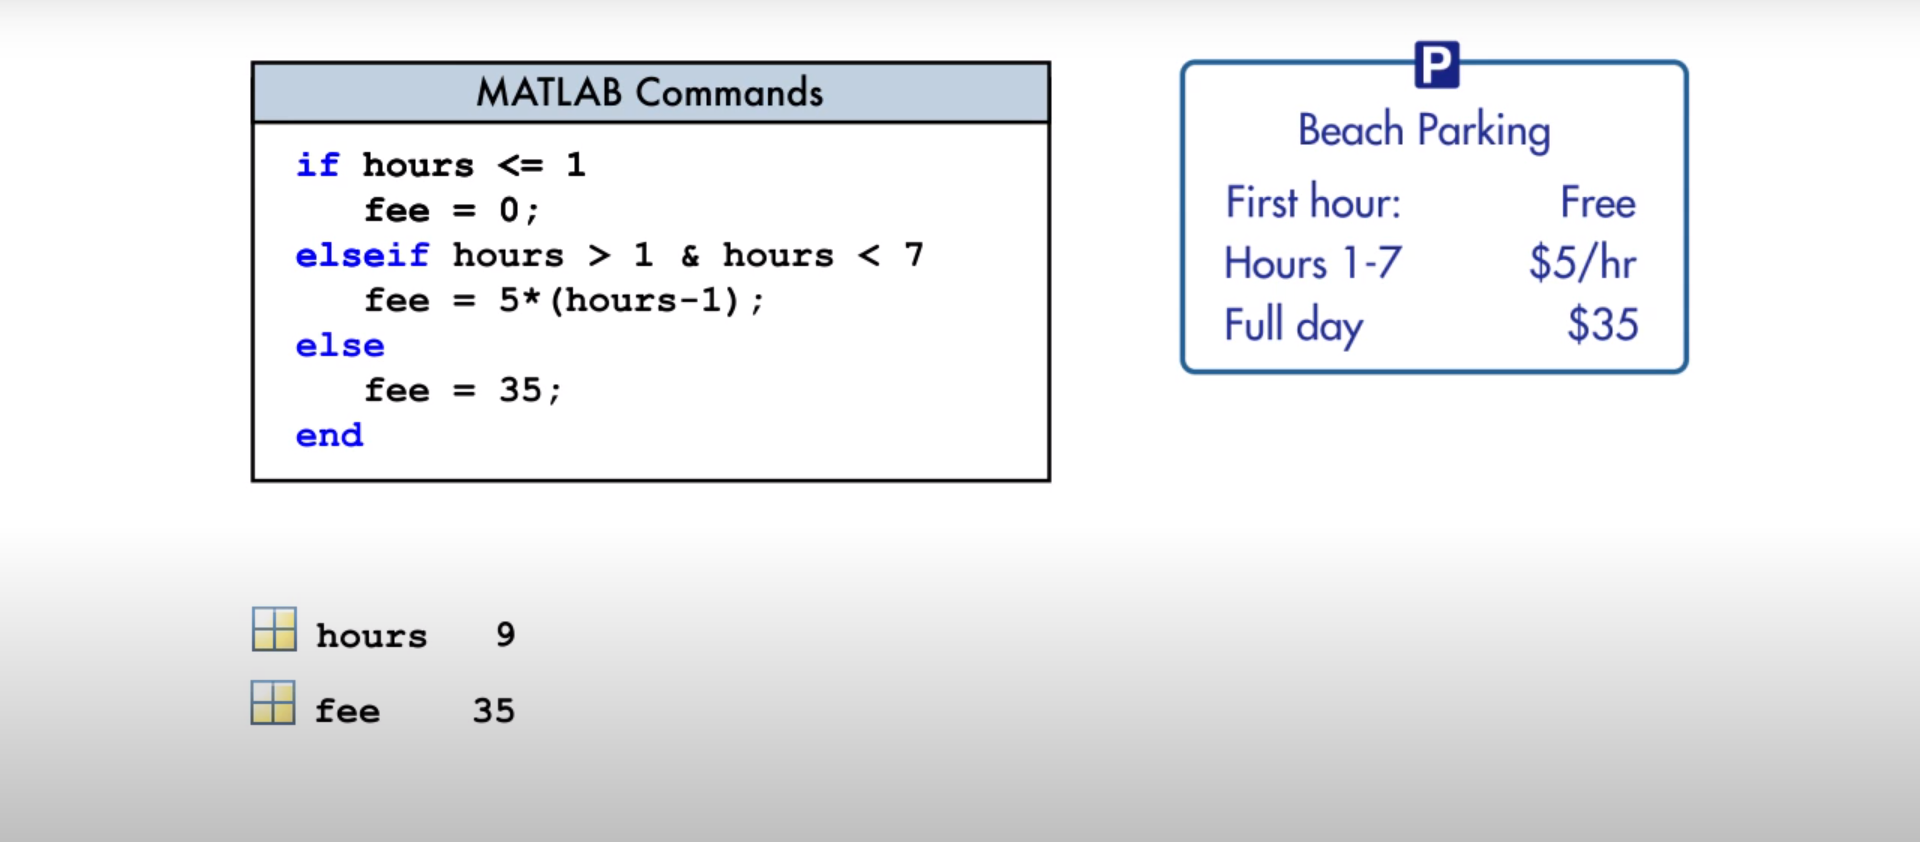 MATLAB Commands
if hours <= 1
fee = 0;
elseif hours > 1 & hours < 7
fee = 5*(hours-1);
else
fee = 35;
end
P
Beach Parking
First hour: Free
Hours 1-7 $5/hr
Full day $35
hours 9
fee 35